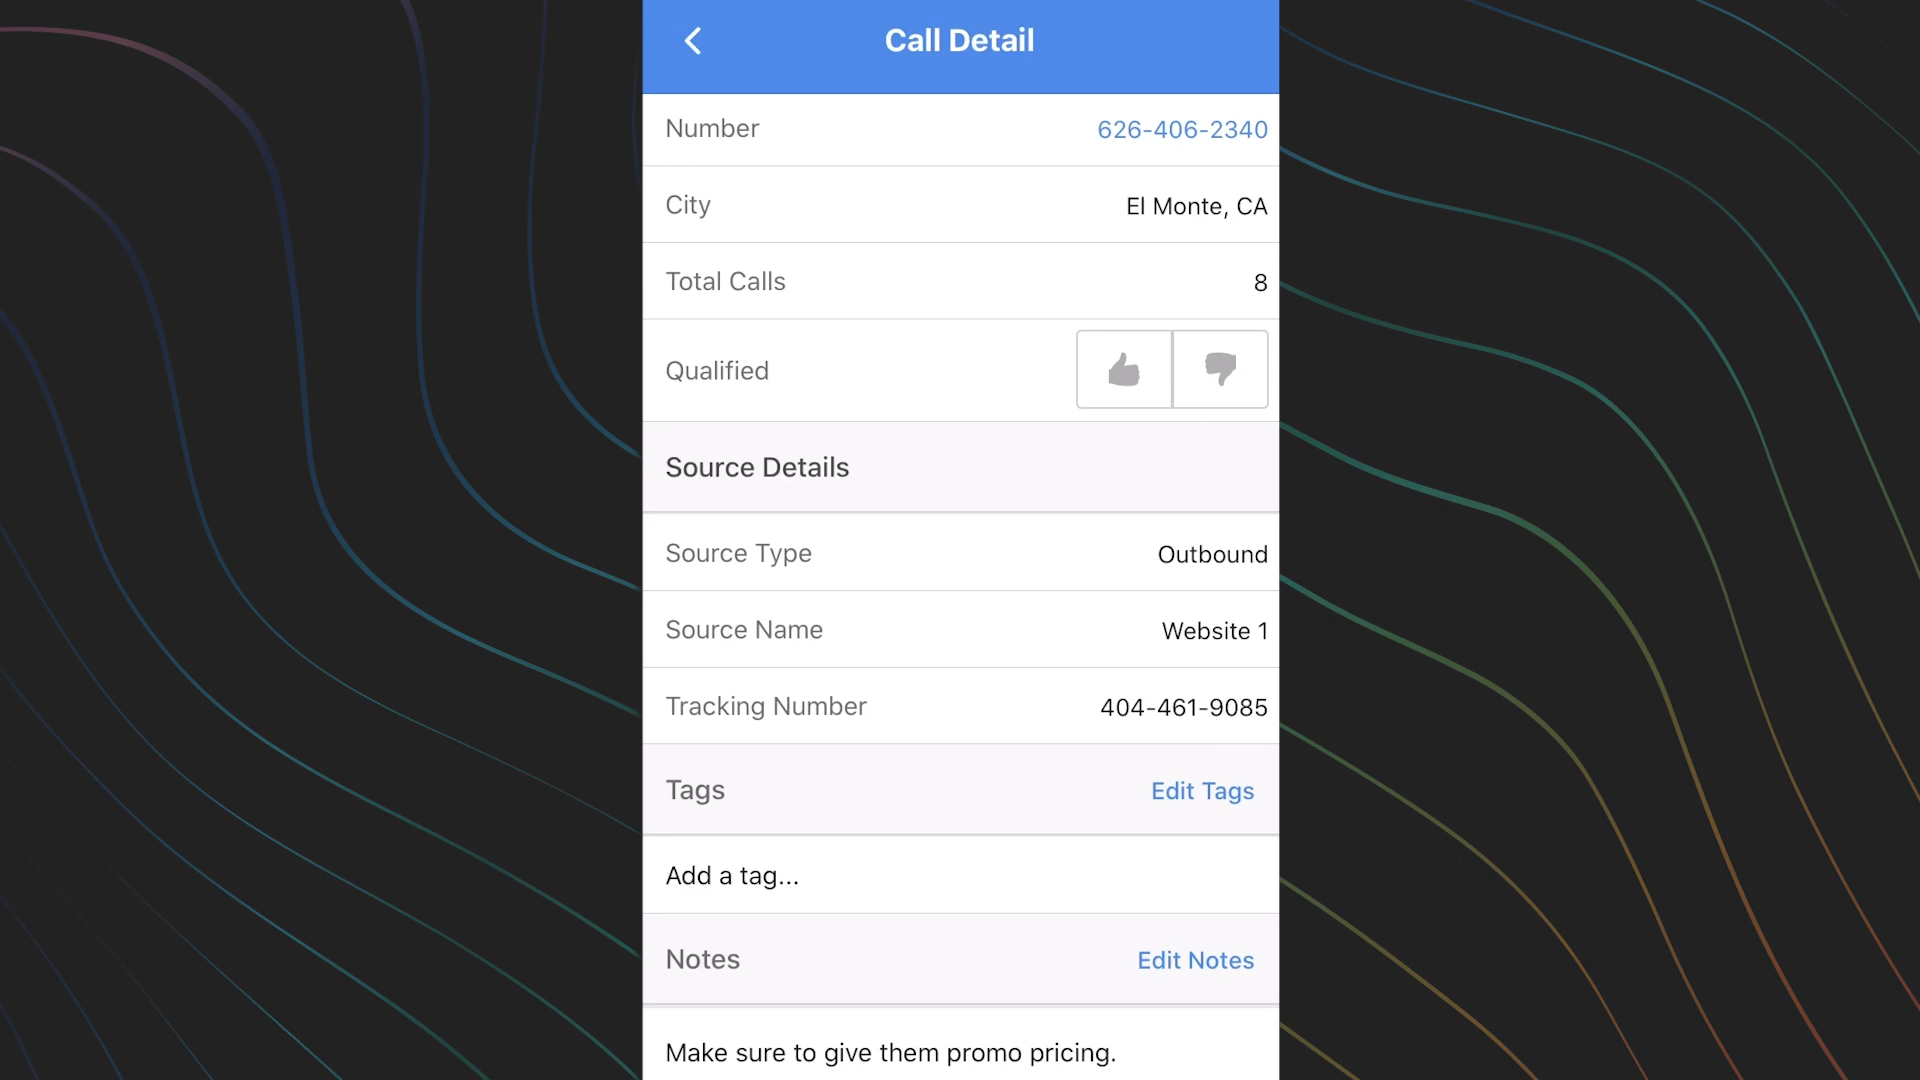 Call Detail
Number 626-406-2340
City El Monte, CA
Total Calls 8
Qualified
Source Details
Source Type Outbound
Source Name Website 1
Tracking Number 404-461-9085
Tags Edit Tags
Add a tag...
Notes Edit Notes
Make sure to give them promo pricing.